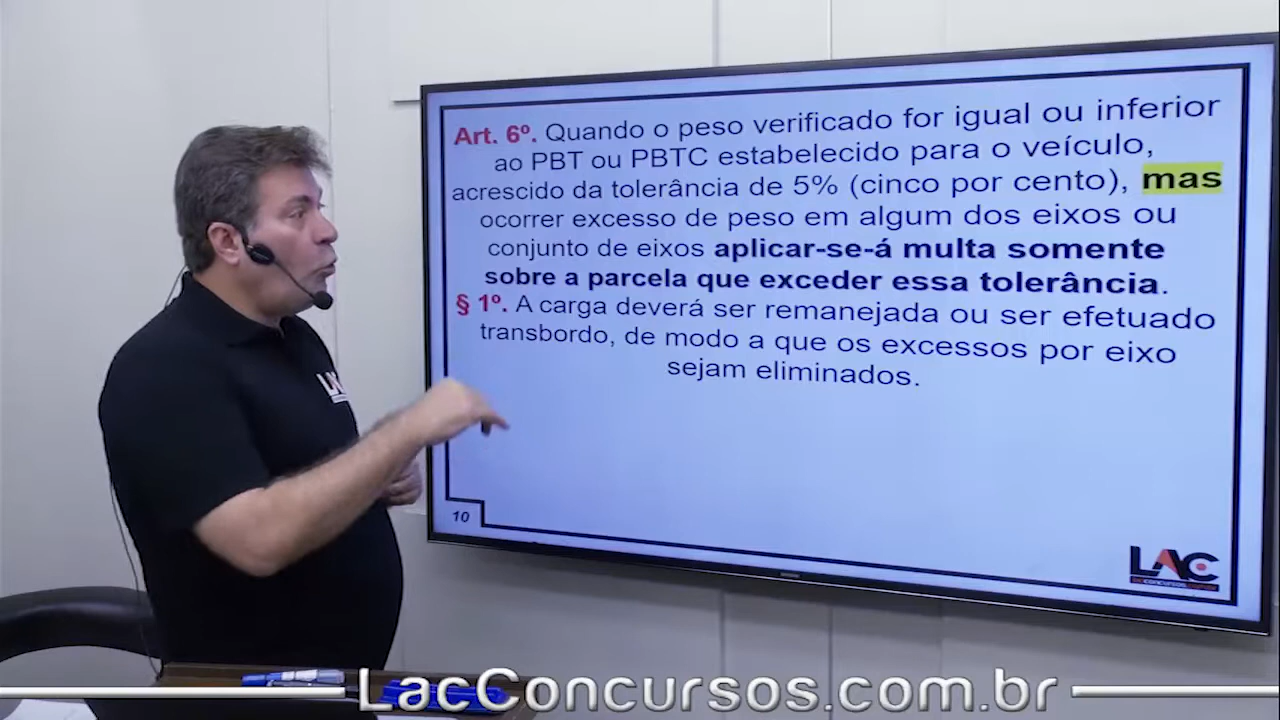 Art. 6º. Quando o peso verificado for igual ou inferior
ao PBT ou PBTC estabelecido para o veículo,
acrescido da tolerância de 5% (cinco por cento), mas
ocorrer excesso de peso em algum dos eixos ou
conjunto de eixos aplicar-se-á multa somente
sobre a parcela que exceder essa tolerância.
§ 1º. A carga deverá ser remanejada ou ser efetuado
transbordo, de modo a que os excessos por eixo
sejam eliminados.
10
LAC
LAC
LacConcursos.com.br